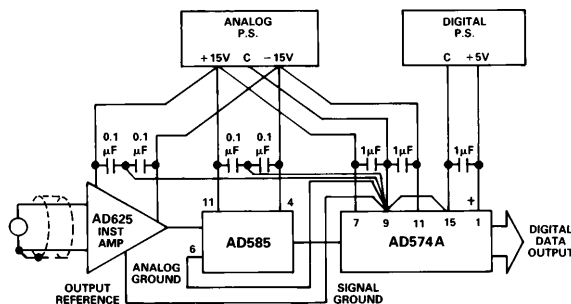 ANALOG
P.S.
+15V C −15V
DIGITAL
P.S.
C +5V
0.1
μF
0.1
μF
0.1
μF
0.1
μF
1μF
1μF
1μF
AD625
INST
AMP
11
4
6
AD585
7
9
11
15
+
1
AD574A
DIGITAL
DATA
OUTPUT
ANALOG
GROUND
OUTPUT
REFERENCE
SIGNAL
GROUND